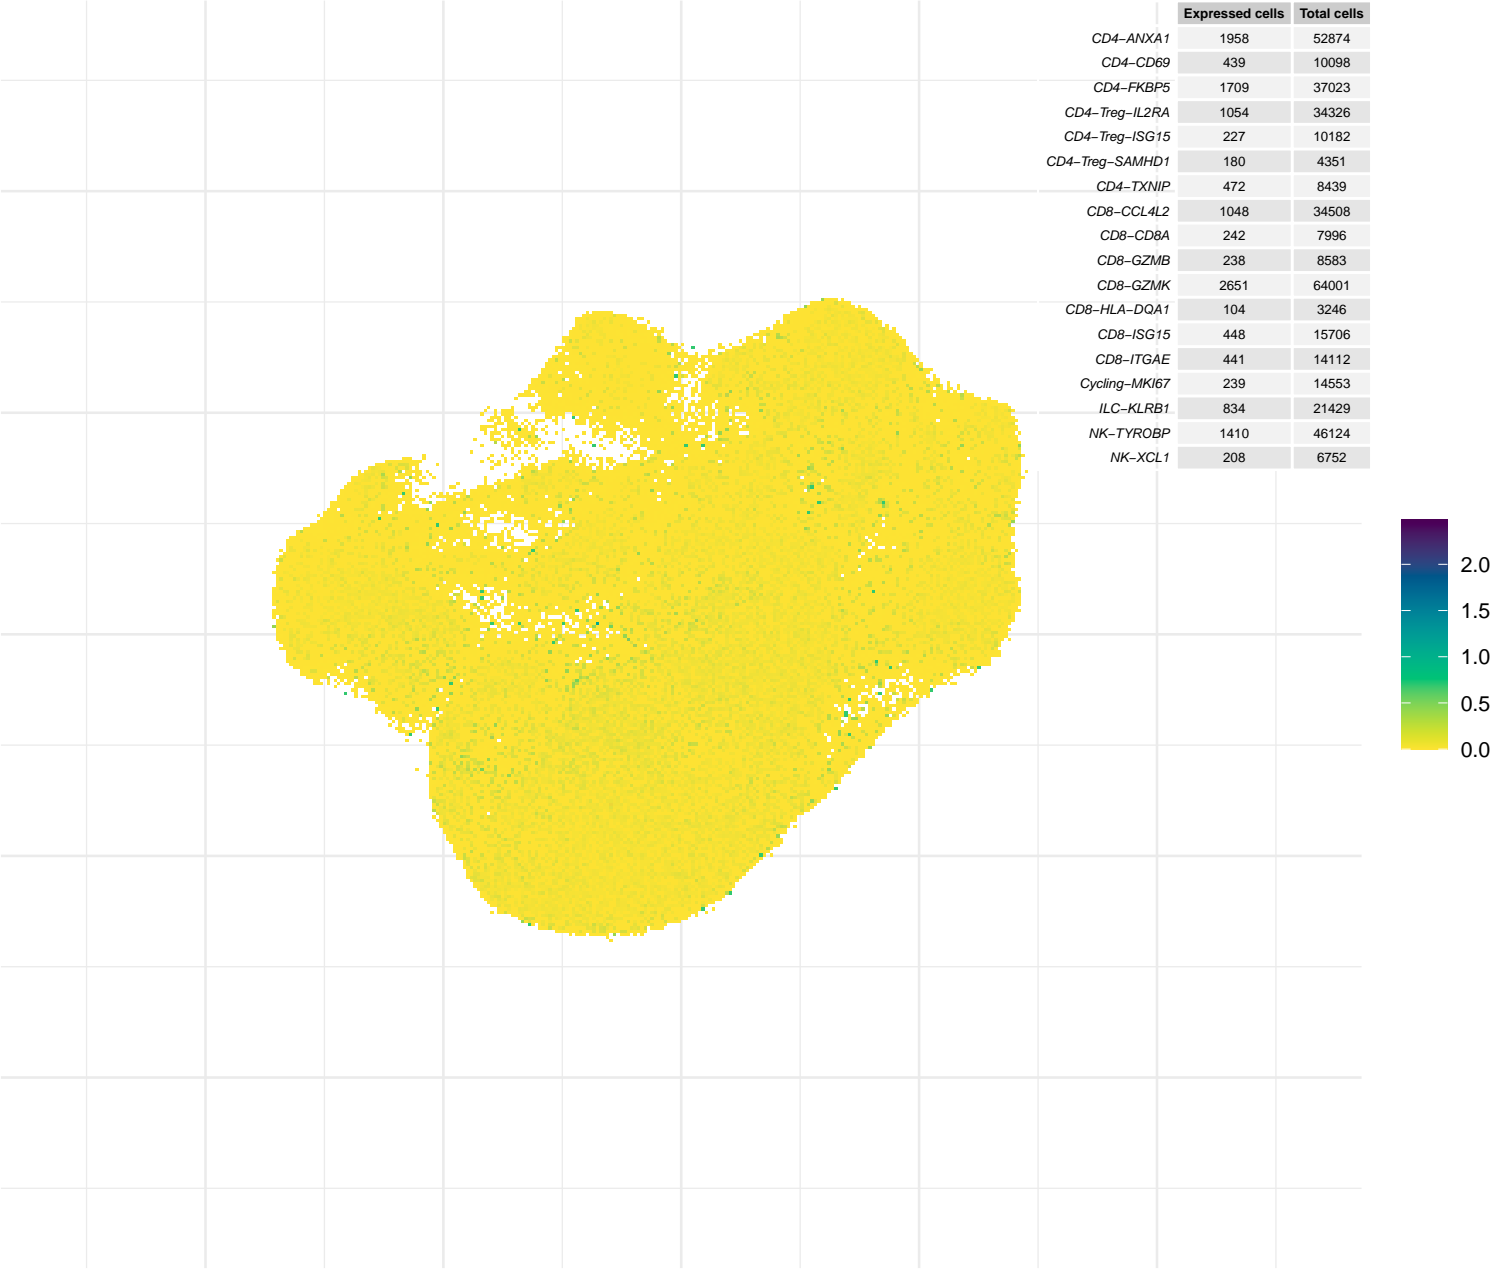 Expressed cells Total cells
CD4−ANXA1 1958 52874
CD4−CD69 439 10098
CD4−FKBP5 1709 37023
CD4−Treg−IL2RA 1054 34326
CD4−Treg−ISG15 227 10182
CD4−Treg−SAMHD1 180 4351
CD4−TXNIP 472 8439
CD8−CCL4L2 1048 34508
CD8−CD8A 242 7996
CD8−GZMB 238 8583
CD8−GZMK 2651 64001
CD8−HLA−DQA1 104 3246
CD8−ISG15 448 15706
CD8−ITGAE 441 14112
Cycling−MKI67 239 14553
ILC−KLRB1 834 21429
NK−TYROBP 1410 46124
NK−XCL1 208 6752
2.0
1.5
1.0
0.5
0.0